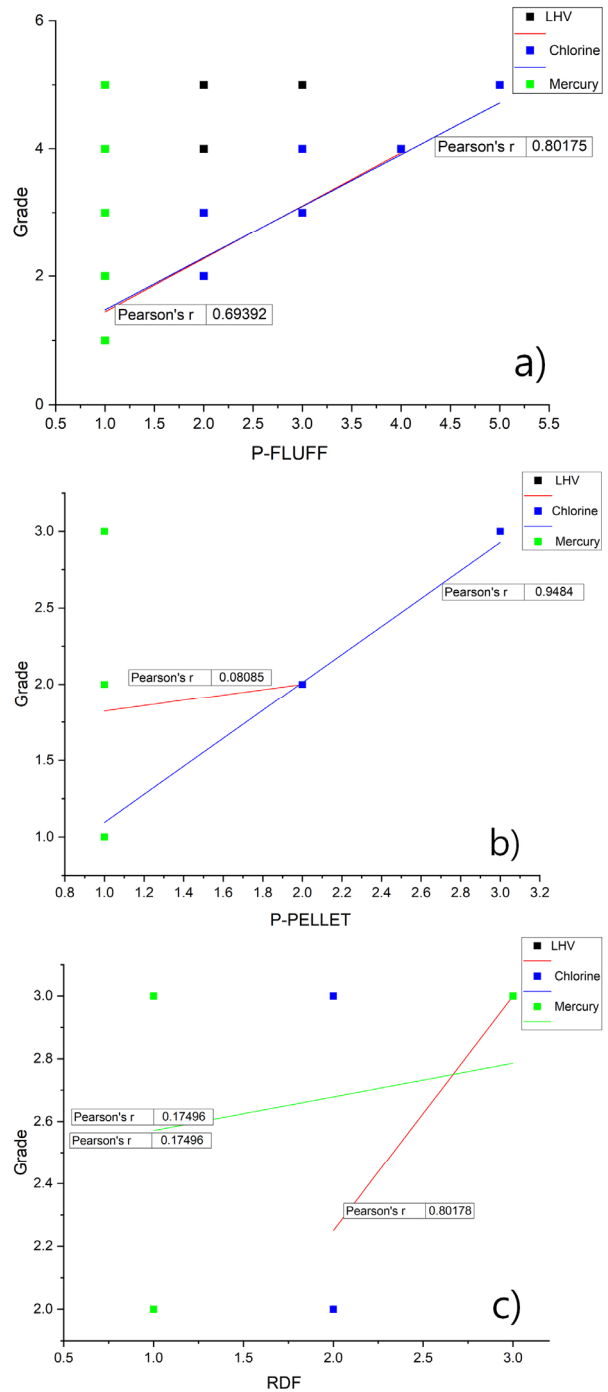 LHV
Chlorine
Mercury
6
4
2
0
Grade
Pearson's r 0.80175
Pearson's r 0.69392
a)
0.5 1.0 1.5 2.0 2.5 3.0 3.5 4.0 4.5 5.0 5.5
P-FLUFF
LHV
Chlorine
Mercury
3.0
2.5
2.0
1.5
1.0
Grade
Pearson's r 0.9484
Pearson's r 0.08085
b)
0.8 1.0 1.2 1.4 1.6 1.8 2.0 2.2 2.4 2.6 2.8 3.0 3.2
P-PELLET
LHV
Chlorine
Mercury
3.0
2.8
2.6
2.4
2.2
2.0
Grade
Pearson's r 0.17496
Pearson's r 0.17496
Pearson's r 0.80178
c)
0.5 1.0 1.5 2.0 2.5 3.0
RDF